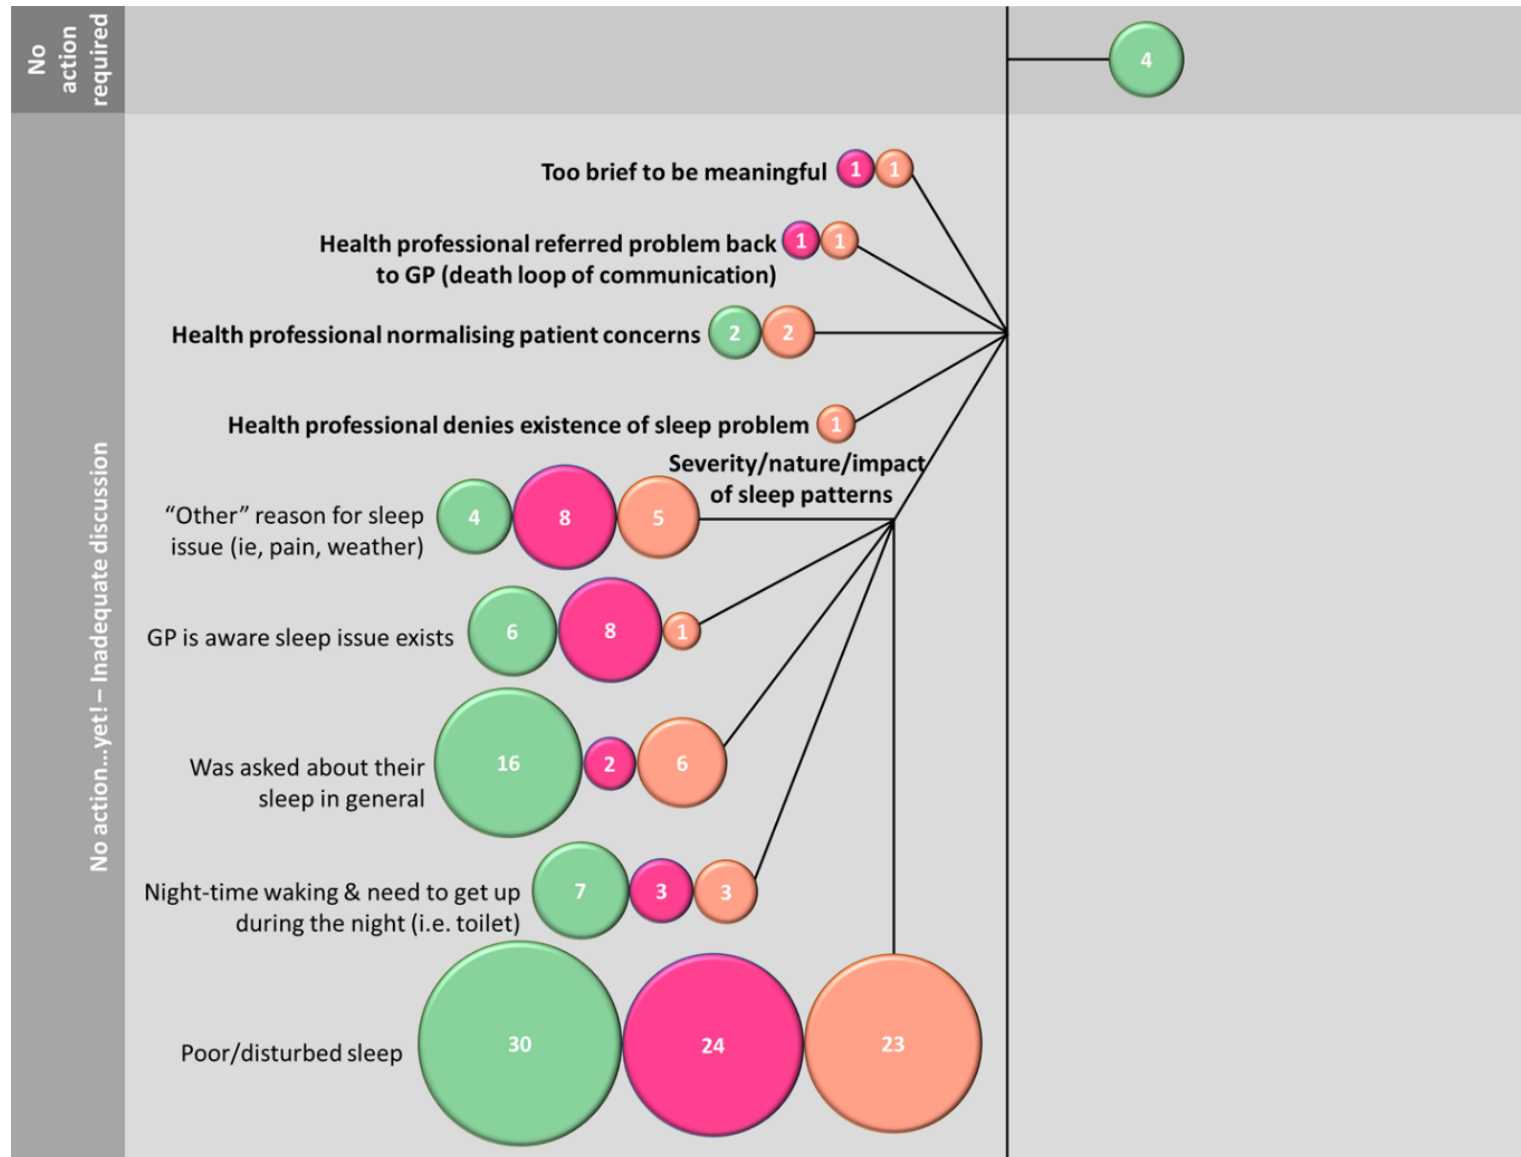 No
action
required
4
No action...yet! – Inadequate discussion
Too brief to be meaningful 1 1
Health professional referred problem back 1 1
to GP (death loop of communication)
Health professional normalising patient concerns 2 2
Health professional denies existence of sleep problem 1
Severity/nature/impact
of sleep patterns
“Other” reason for sleep
issue (ie, pain, weather)
4 8 5
GP is aware sleep issue exists 6 8 1
Was asked about their
sleep in general
16 2 6
Night-time waking & need to get up
during the night (i.e. toilet)
7 3 3
Poor/disturbed sleep 30 24 23